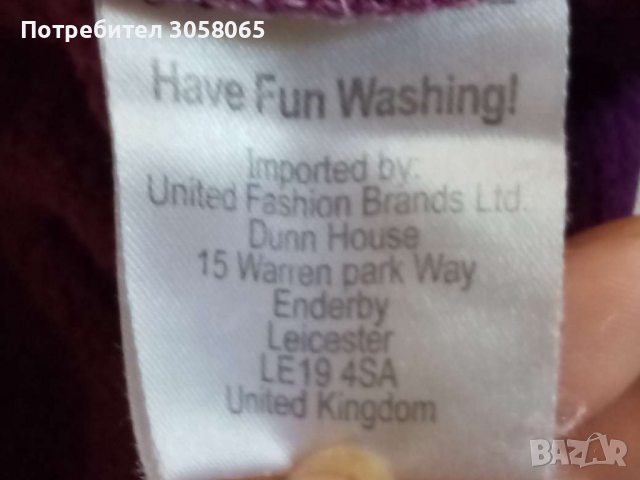 Потребител 3058065
Have Fun Washing!
Imported by:
United Fashion Brands Ltd.
Dunn House
15 Warren park Way
Enderby
Leicester
LE19 4SA
United Kingdom
BAZAR